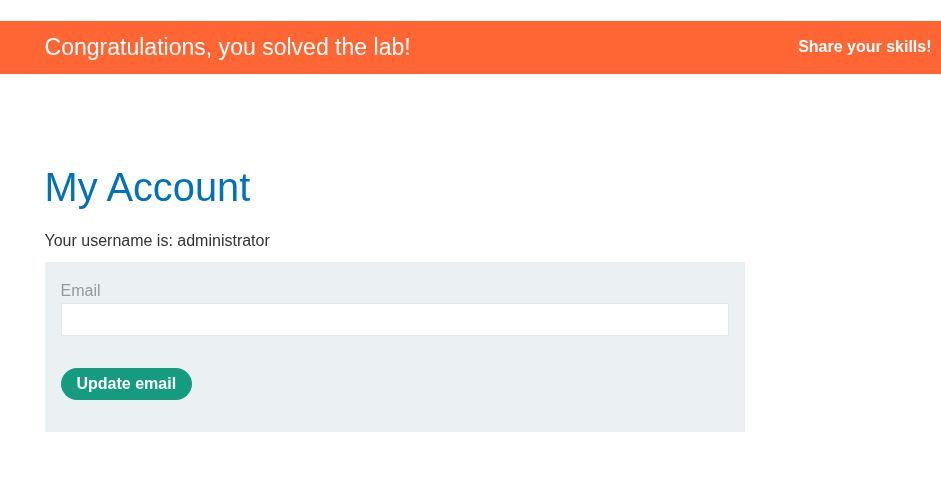 Congratulations, you solved the lab!
Share your skills!
My Account
Your username is: administrator
Email
Update email